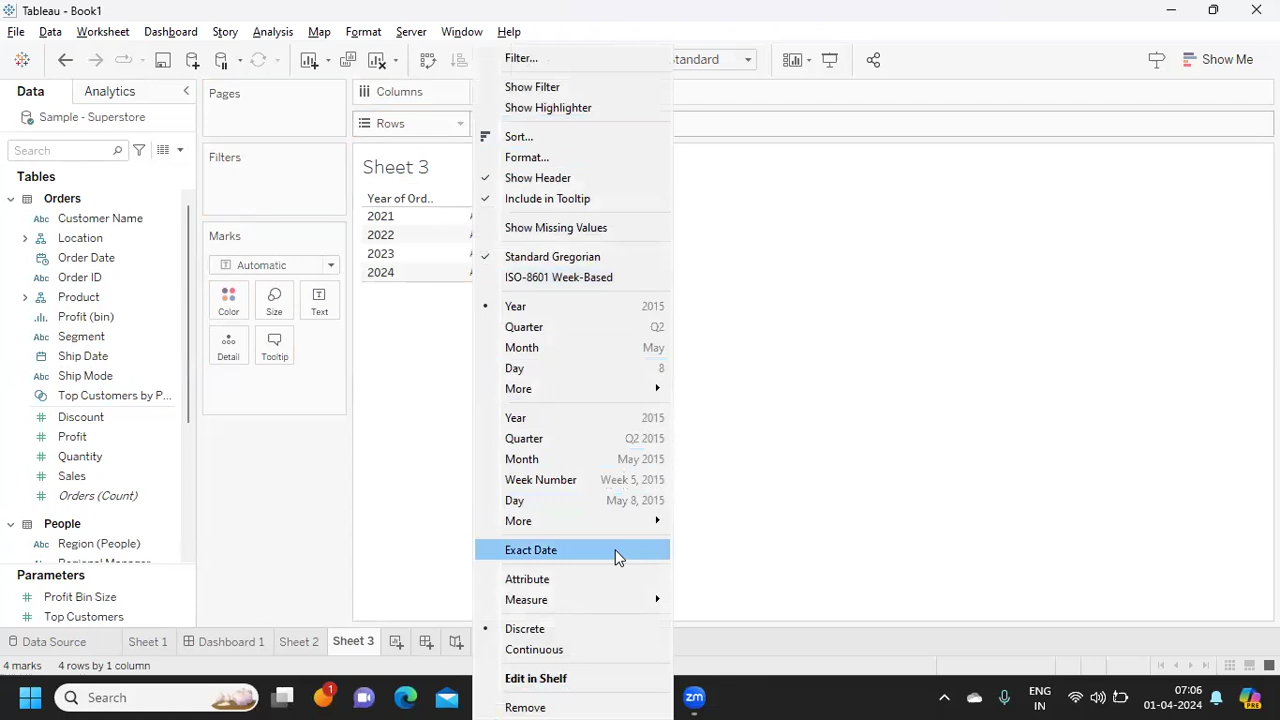 Tableau - Book1
File Data Worksheet Dashboard Story Analysis Map Format Server Window Help
Standard
Show Me
Data
Analytics
Sample - Superstore
Search
Tables
Orders
Abc Customer Name
Location
Order Date
Abc Order ID
Product
Profit (bin)
Abc Segment
Ship Date
Abc Ship Mode
Top Customers by P...
Discount
Profit
Quantity
Sales
Orders (Count)
People
Abc Region (People)
Parameters
Profit Bin Size
Top Customers
Pages
Filters
Marks
Automatic
Color
Size
Text
Detail
Tooltip
Columns
Rows
Sheet 3
Year of Ord..
2021
2022
2023
2024
Filter...
Show Filter
Show Highlighter
Sort...
Format...
Show Header
Include in Tooltip
Show Missing Values
Standard Gregorian
ISO-8601 Week-Based
Year 2015
Quarter Q2
Month May
Day 8
More
Year 2015
Quarter Q2 2015
Month May 2015
Week Number Week 5, 2015
Day May 8, 2015
More
Exact Date
Attribute
Measure
Discrete
Continuous
Edit in Shelf
Remove
Data Source
Sheet 1
Dashboard 1
Sheet 2
Sheet 3
4 marks 4 rows by 1 column
Search
1
zm
ENG
IN
07:06
01-04-2024
PRE